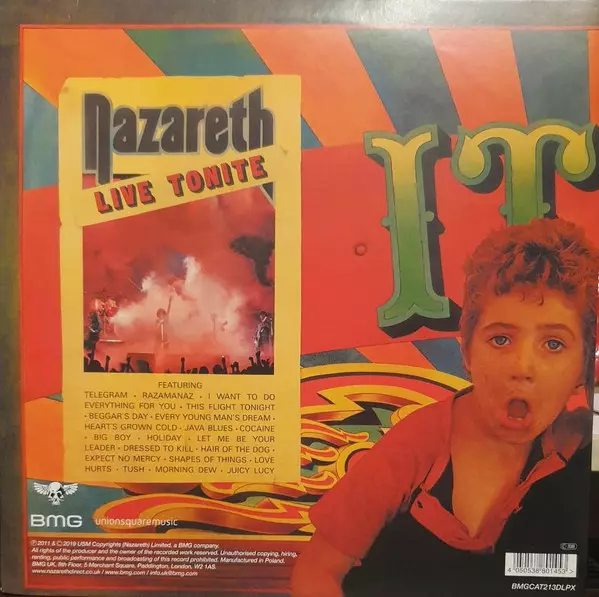 nazareth
LIVE TONITE
IT
FEATURING
TELEGRAM • RAZAMANAZ • I WANT TO DO
EVERYTHING FOR YOU • THIS FLIGHT TONIGHT
• BEGGAR'S DAY • EVERY YOUNG MAN'S DREAM •
HEART'S GROWN COLD • JAVA BLUES • COCAINE
• BIG BOY • HOLIDAY • LET ME BE YOUR
LEADER • DRESSED TO KILL • HAIR OF THE DOG •
EXPECT NO MERCY • SHAPES OF THINGS • LOVE
HURTS • TUSH • MORNING DEW • JUICY LUCY
BMG unionsquaremusic
℗ 2011 & © 2019 USM Copyrights (Nazareth) Limited, a BMG company.
All rights of the producer and the owner of the recorded work reserved. Unauthorised copying, hiring,
renting, public performance and broadcasting of this record prohibited. Manufactured in Poland.
BMG UK, 8th Floor, 5 Merchant Square, Paddington, London, W2 1AS.
www.nazarethdirect.co.uk / www.bmg.com / info.uk@bmg.com
4 050538 801453
BMGCAT213DLPX